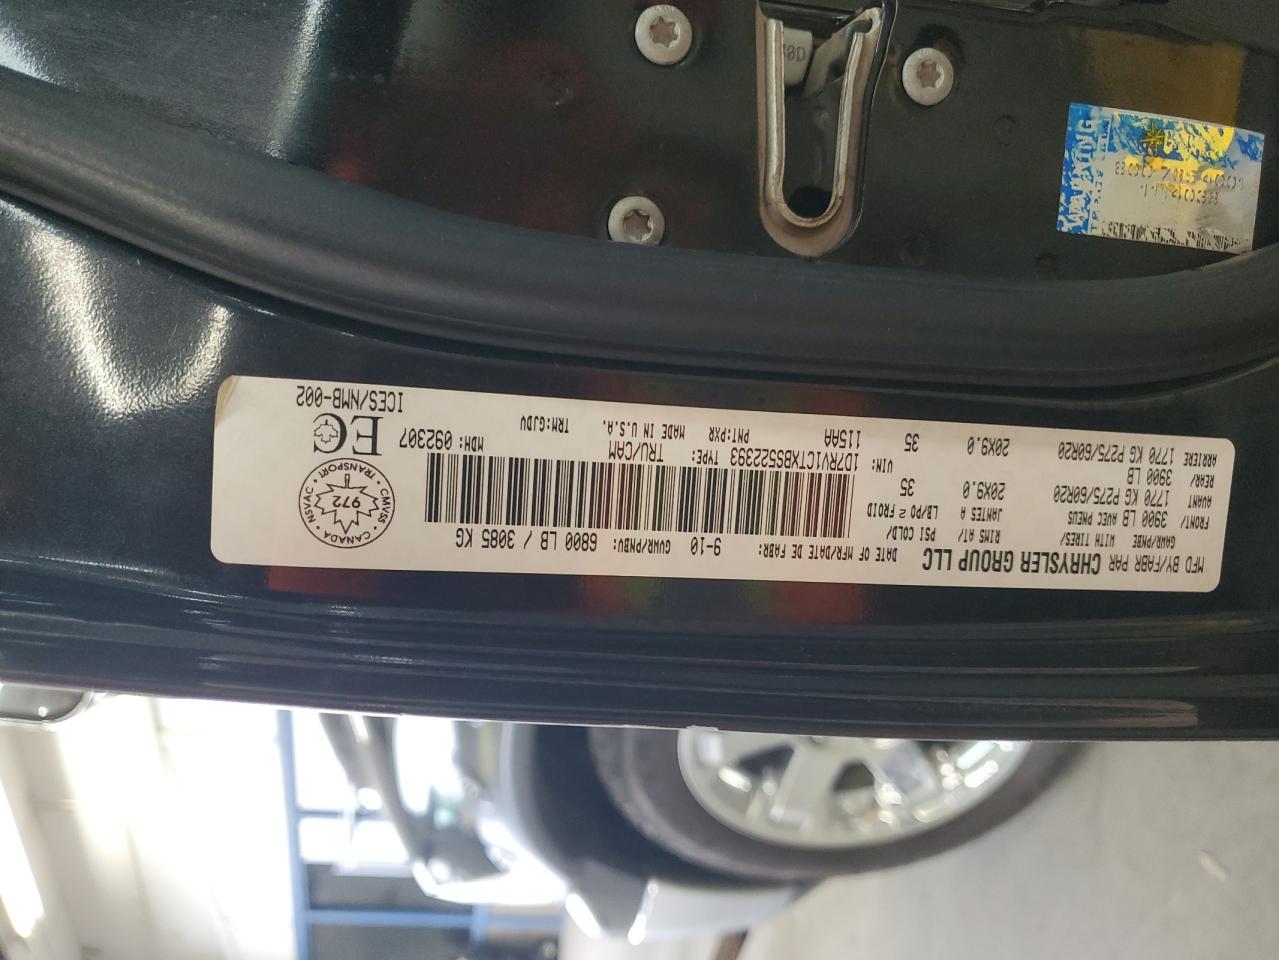 MFD BY/FABR PAR CHRYSLER GROUP LLC
DATE OF MFR/DATE DE FABR: 9-10
GVWR/PNBV: 6800 LB / 3085 KG
GAWR/PNBE WITH TIRES/ RIMS AT/ PSI COLD/
AVEC PNEUS JANTES A LB/PO² FROID
FRONT/ 3900 LB
AVANT 1770 KG P275/60R20 20X9.0 35
REAR/ 3900 LB
ARRIERE 1770 KG P275/60R20 20X9.0 35
VIN: 1D7RV1CTXBS522393 TYPE: TRU/CAM MDH: 092307
115AA PNT:PXR MADE IN U.S.A. TRM:GJDV
CANADA • CMVSS • TRANSPORT • NSVAC
972
EC
ICES/NMB-002
WARNING